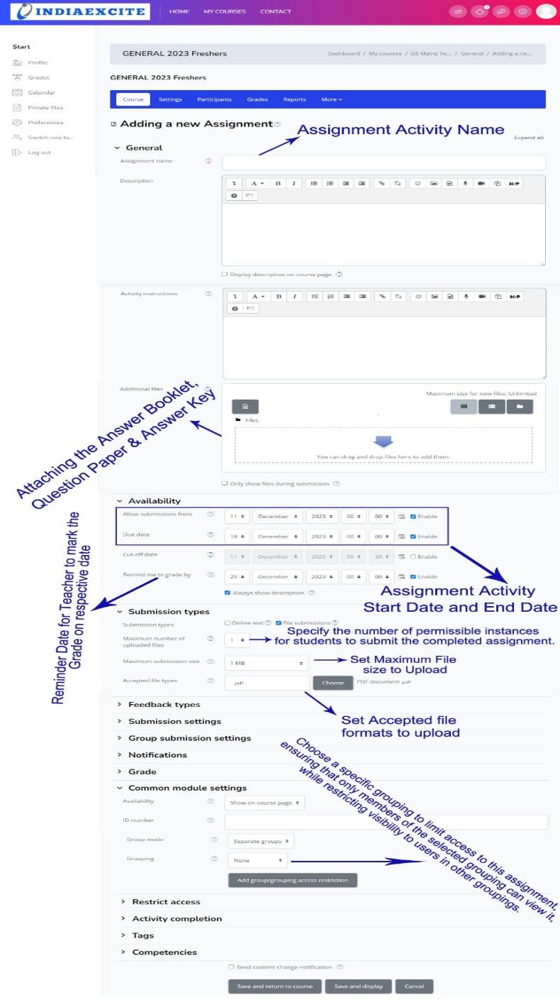 INDIAEXCITE HOME MY COURSES CONTACT
Start
Profile
Grades
Calendar
Private files
Preferences
Switch role to...
Log out
GENERAL 2023 Freshers Dashboard / My courses / GS Mains Te... / General / Adding a ne...
GENERAL 2023 Freshers
Course Settings Participants Grades Reports More
Adding a new Assignment
Assignment Activity Name
Expand all
General
Assignment name
Description
A B I H-P
Display description on course page
Activity instructions
A B I H-P
Additional files
Maximum size for new files: Unlimited
Files
You can drag and drop files here to add them.
Attaching the Answer Booklet,
Question Paper & Answer Key
Only show files during submission
Availability
Allow submissions from 11 December 2023 00 00 Enable
Due date 18 December 2023 00 00 Enable
Cut-off date 11 December 2023 09 39 Enable
Remind me to grade by 25 December 2023 00 00 Enable
Always show description
Assignment Activity
Start Date and End Date
Reminder Date for Teacher to mark the
Grade on respective date
Submission types
Submission types Online text File submissions
Maximum number of
uploaded files 1
Specify the number of permissible instances
for students to submit the completed assignment.
Maximum submission size 1 MB
Set Maximum File
size to Upload
Accepted file types .pdf Choose PDF document .pdf
Set Accepted file
formats to upload
Feedback types
Submission settings
Group submission settings
Notifications
Grade
Common module settings
Availability Show on course page
ID number
Group mode Separate groups
Grouping None
Choose a specific grouping to limit access to this assignment,
ensuring that only members of the selected grouping can view it,
while restricting visibility to users in other groupings.
Add group/grouping access restriction
Restrict access
Activity completion
Tags
Competencies
Send content change notification
Save and return to course Save and display Cancel